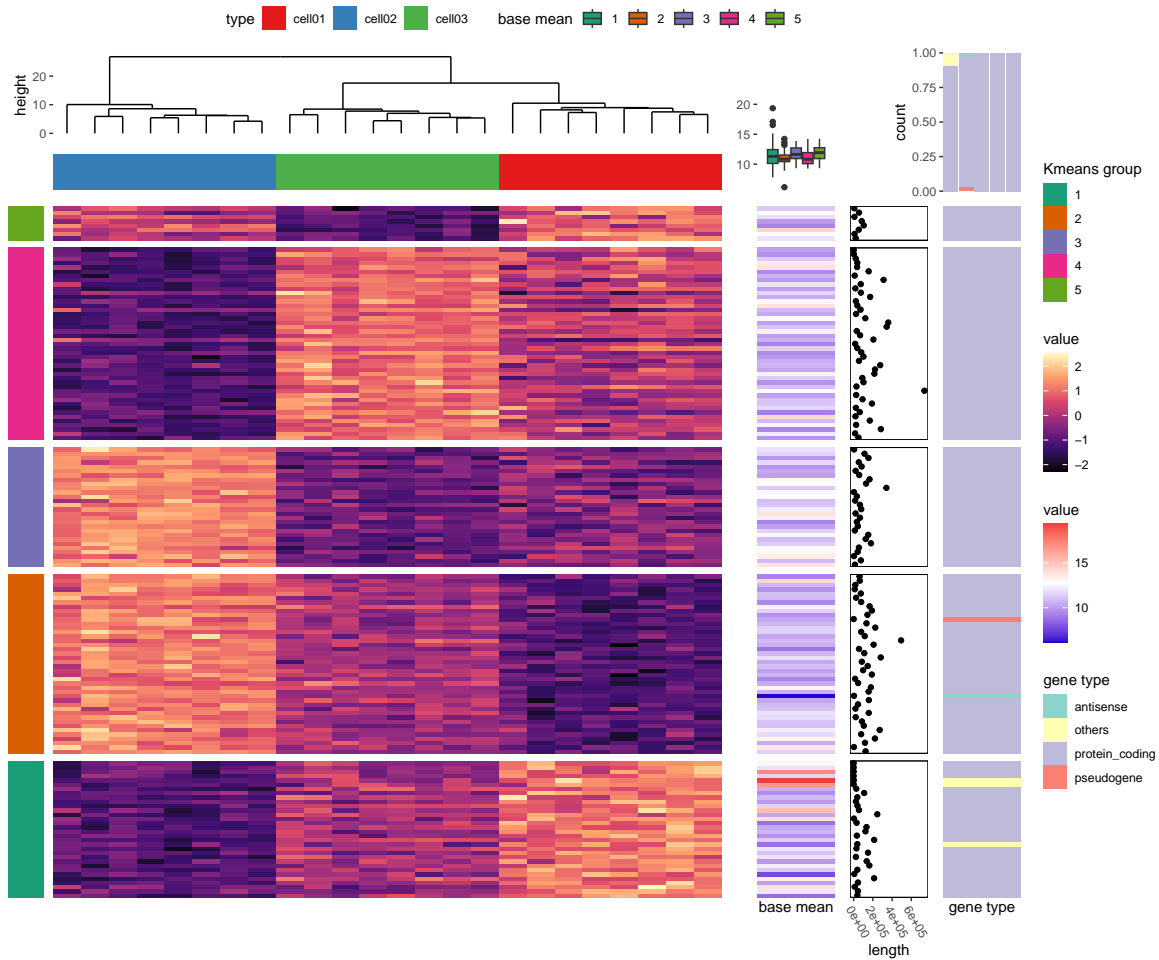 type cell01 cell02 cell03 base mean 1 2 3 4 5
height
20
10
0
20
15
10
count
1.00
0.75
0.50
0.25
0.00
Kmeans group
1
2
3
4
5
value
2
1
0
−1
−2
value
15
10
gene type
antisense
others
protein_coding
pseudogene
base mean
0e+00 2e+05 4e+05 6e+05
length
gene type